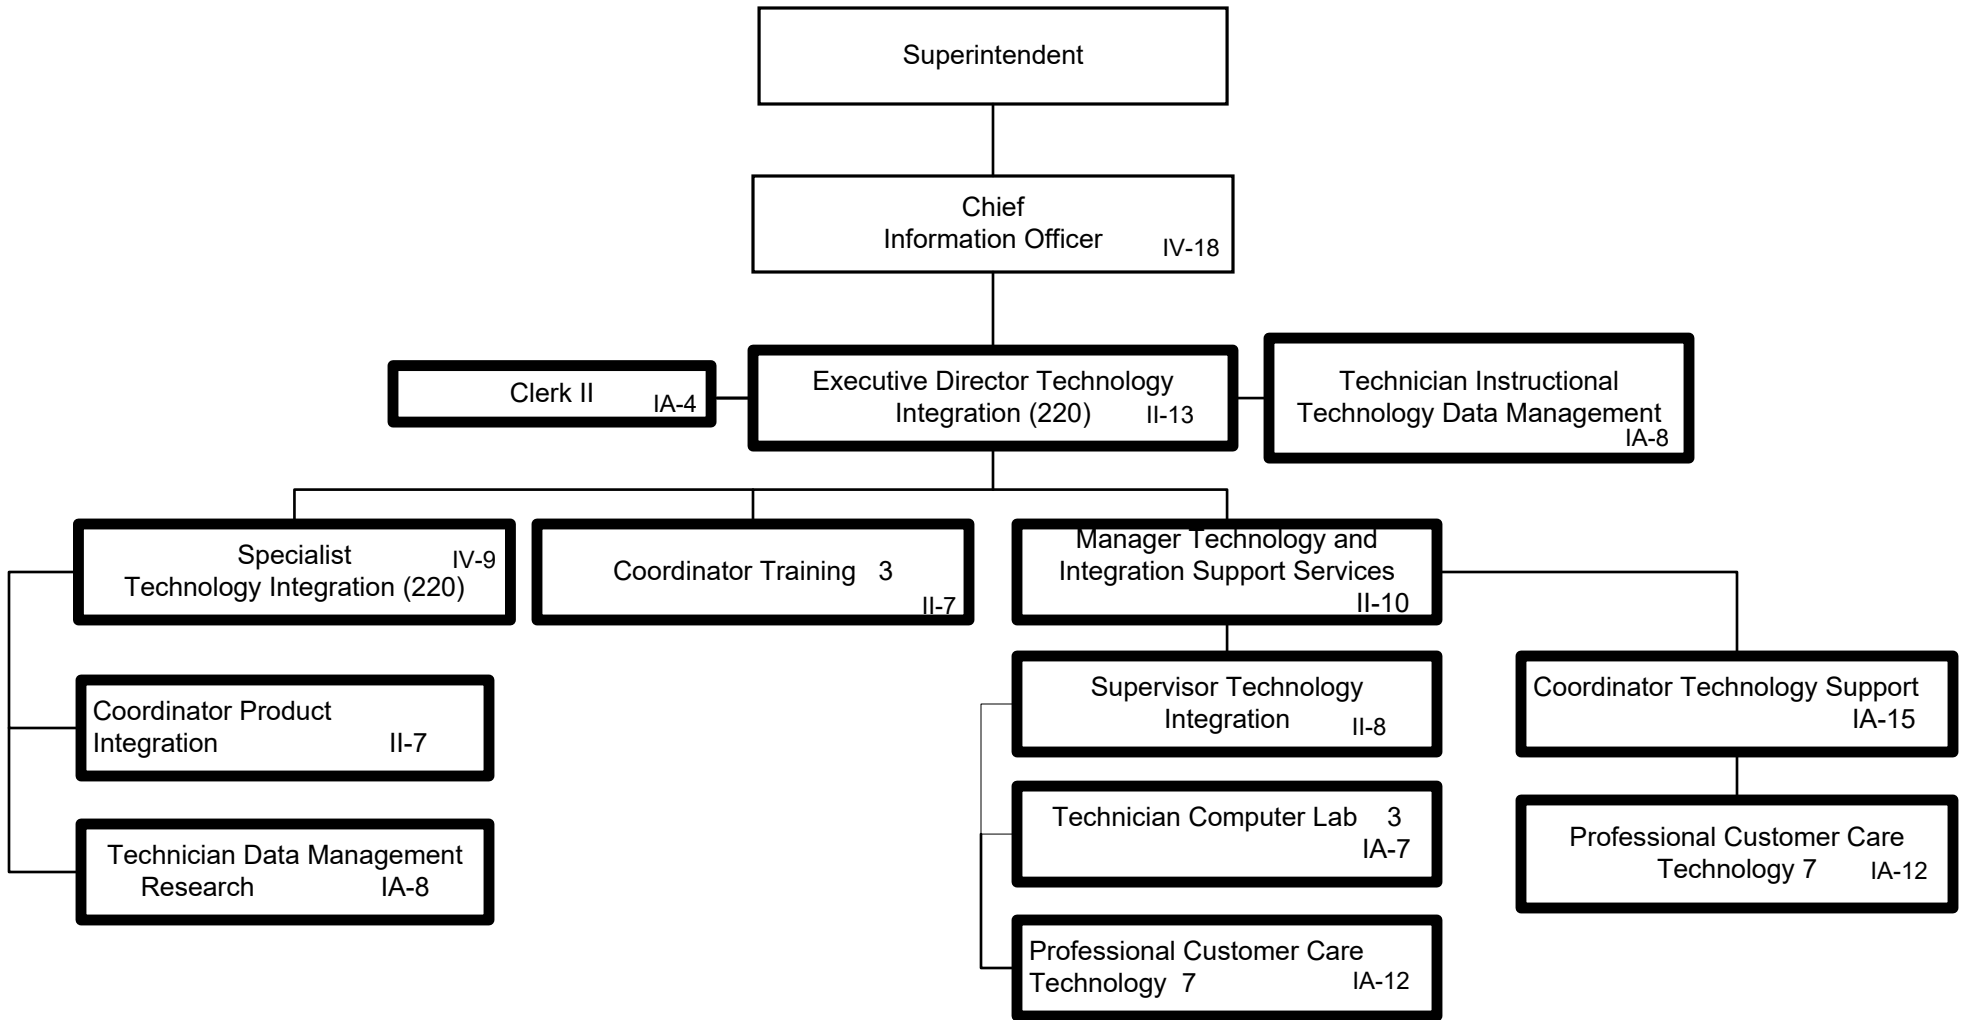 Superintendent
Chief
Information Officer IV-18
Clerk II IA-4
Executive Director Technology
Integration (220) II-13
Technician Instructional
Technology Data Management
IA-8
Specialist IV-9
Technology Integration (220)
Coordinator Training 3
II-7
Manager Technology and
Integration Support Services
II-10
Coordinator Product
Integration II-7
Technician Data Management
Research IA-8
Supervisor Technology
Integration II-8
Technician Computer Lab 3
IA-7
Professional Customer Care
Technology 7 IA-12
Coordinator Technology Support
IA-15
Professional Customer Care
Technology 7 IA-12